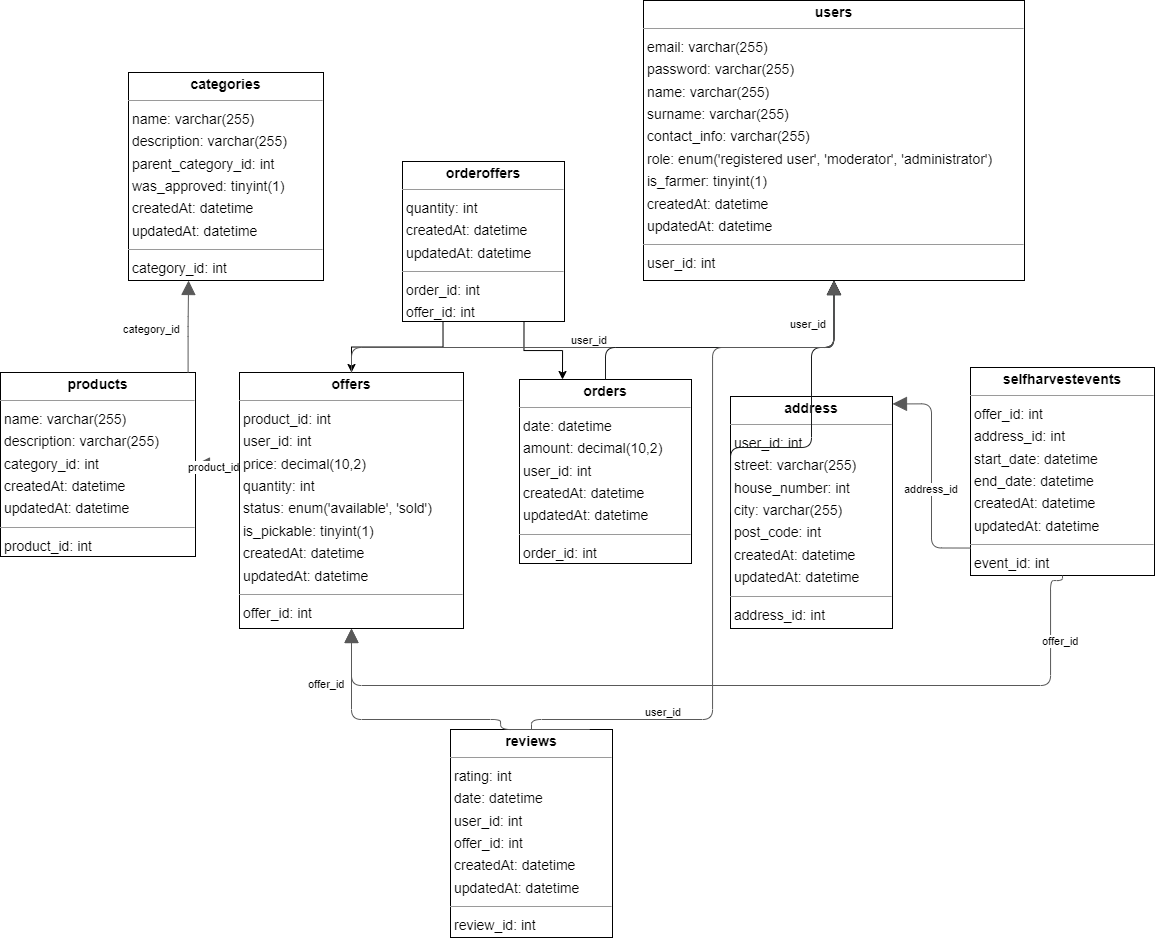 users
email: varchar(255)
password: varchar(255)
name: varchar(255)
surname: varchar(255)
contact_info: varchar(255)
role: enum('registered user', 'moderator', 'administrator')
is_farmer: tinyint(1)
createdAt: datetime
updatedAt: datetime
user_id: int
categories
name: varchar(255)
description: varchar(255)
parent_category_id: int
was_approved: tinyint(1)
createdAt: datetime
updatedAt: datetime
category_id: int
orderoffers
quantity: int
createdAt: datetime
updatedAt: datetime
order_id: int
offer_id: int
category_id
user_id
user_id
products
name: varchar(255)
description: varchar(255)
category_id: int
createdAt: datetime
updatedAt: datetime
product_id: int
product_id
offers
product_id: int
user_id: int
price: decimal(10,2)
quantity: int
status: enum('available', 'sold')
is_pickable: tinyint(1)
createdAt: datetime
updatedAt: datetime
offer_id: int
orders
date: datetime
amount: decimal(10,2)
user_id: int
createdAt: datetime
updatedAt: datetime
order_id: int
address
user_id: int
street: varchar(255)
house_number: int
city: varchar(255)
post_code: int
createdAt: datetime
updatedAt: datetime
address_id: int
address_id
selfharvestevents
offer_id: int
address_id: int
start_date: datetime
end_date: datetime
createdAt: datetime
updatedAt: datetime
event_id: int
offer_id
offer_id
user_id
reviews
rating: int
date: datetime
user_id: int
offer_id: int
createdAt: datetime
updatedAt: datetime
review_id: int